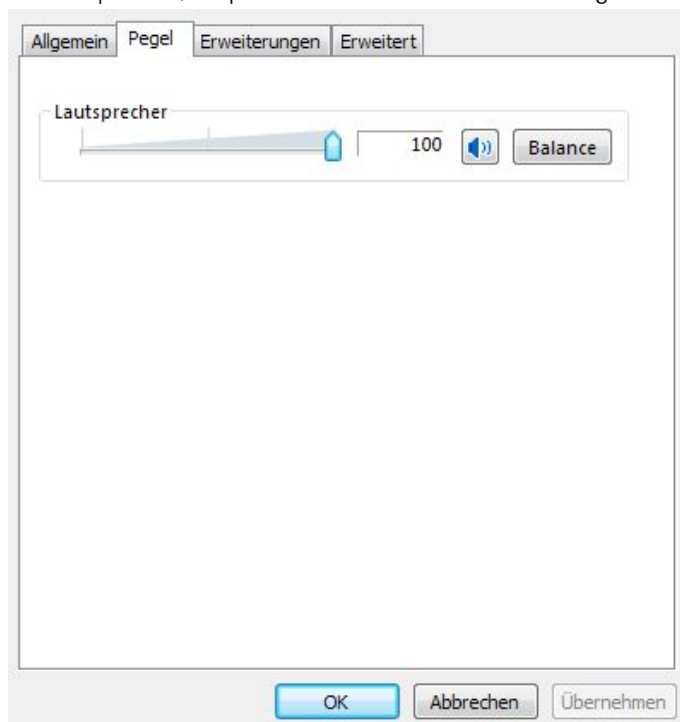 Allgemein Pegel Erweiterungen Erweitert
Lautsprecher
100 Balance
OK Abbrechen Übernehmen